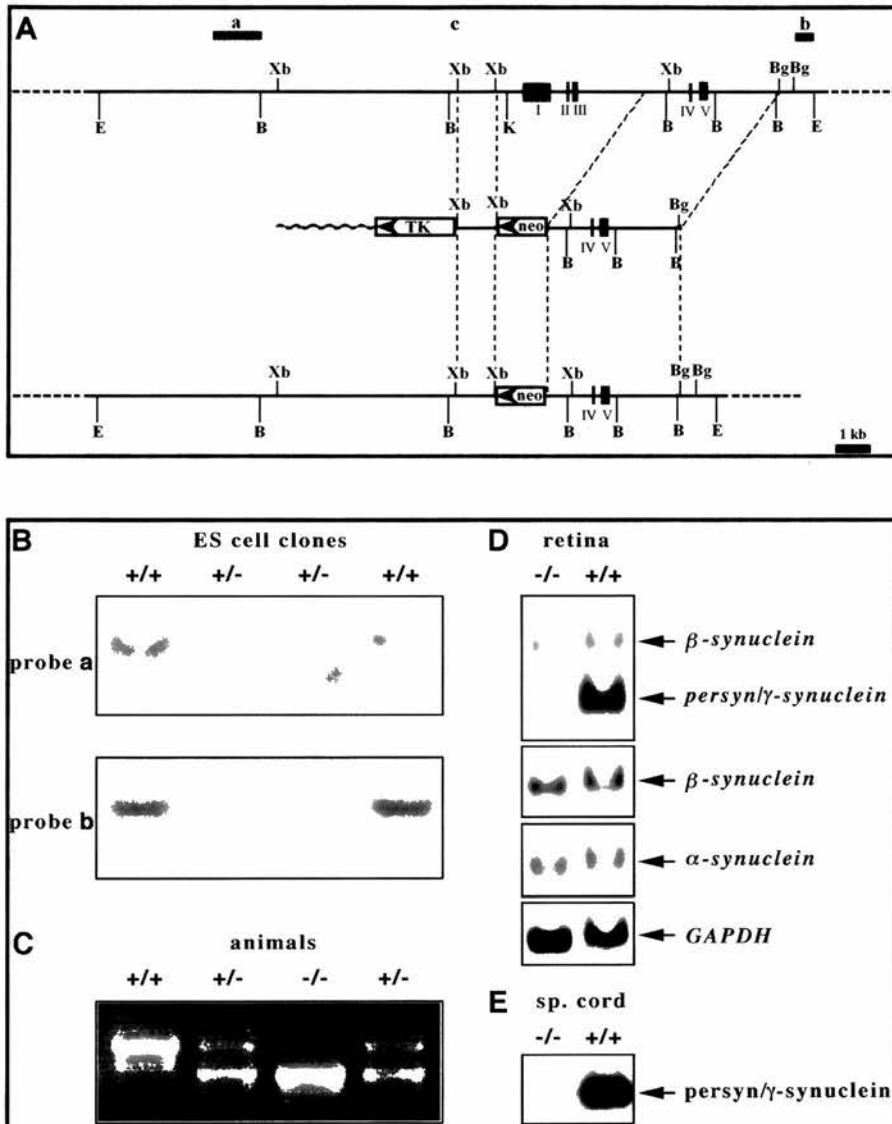 A
a c b
Xb Xb Xb Xb Bg Bg
E B B K I II III B IV V B B E
Xb Xb Xb Bg
TK neo
B IV V B B
Xb Xb Xb Xb Bg Bg
neo
E B B B IV V B B E
1 kb
B
ES cell clones
+/+ +/- +/- +/+
probe a
probe b
C
animals
+/+ +/- -/- +/-
D
retina
-/- +/+
β-synuclein
persyn/γ-synuclein
β-synuclein
α-synuclein
GAPDH
E
sp. cord
-/- +/+
persyn/γ-synuclein